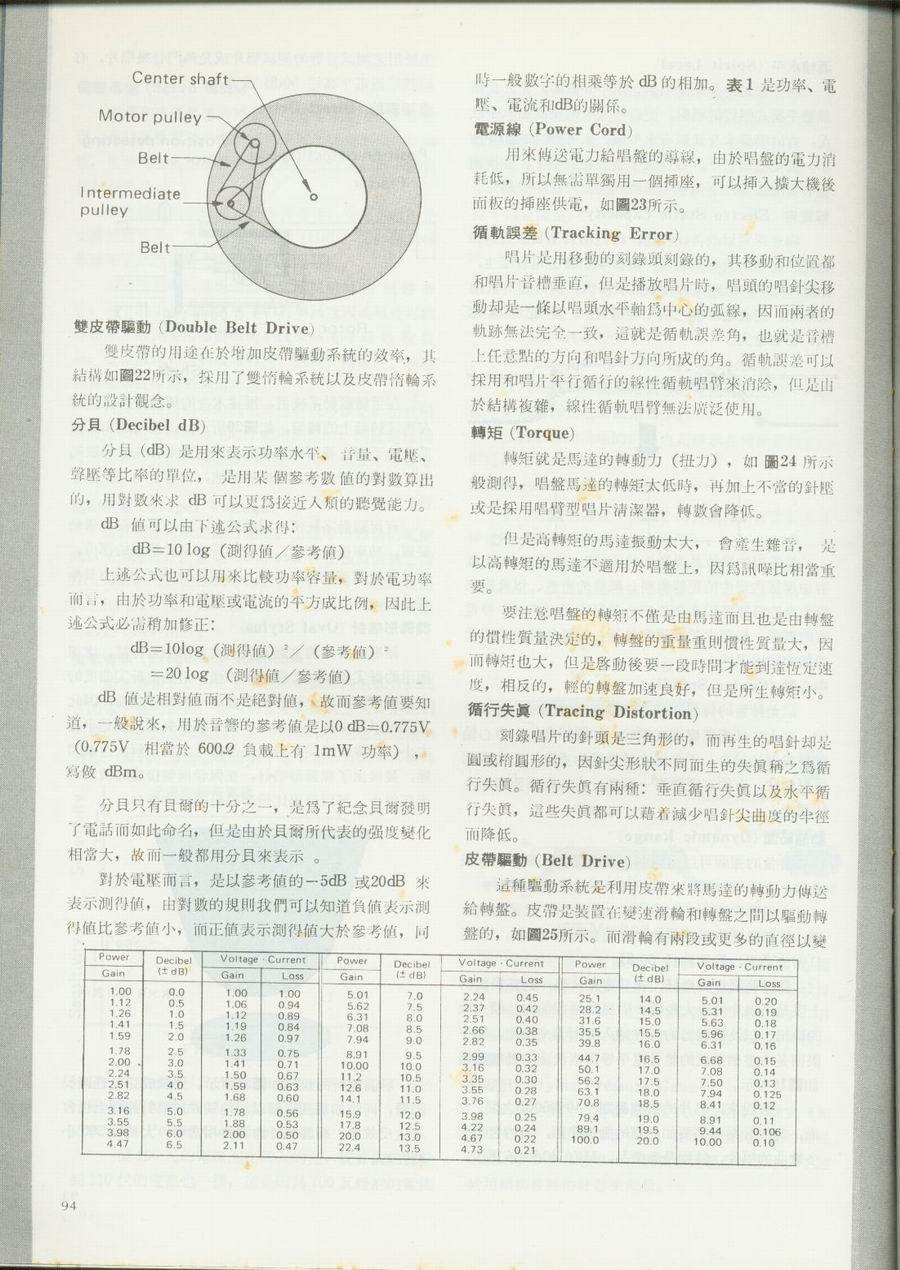 Center shaft
Motor pulley
Belt
Intermediate
pulley
Belt
雙皮帶驅動 (Double Belt Drive)
雙皮帶的用途在於增加皮帶驅動系統的效率，其
結構如圖22所示，採用了雙惰輪系統以及皮帶惰輪系
統的設計觀念。
分貝 (Decibel dB)
分貝 (dB) 是用來表示功率水平、音量、電壓、
聲壓等比率的單位， 是用某個參考數值的對數算出
的，用對數來求 dB 可以更爲接近人類的聽覺能力。
dB 值可以由下述公式求得：
dB=10 log (測得値／參考値)
上述公式也可以用來比較功率容量，對於電功率
而言，由於功率和電壓或電流的平方成比例，因此上
述公式必需稍加修正：
dB=10log (測得値) ²／ (參考値) ²
=20 log (測得値／參考値)
dB 値是相對値而不是絕對値，故而參考値要知
道，一般說來，用於音響的參考値是以0 dB=0.775V
(0.775V 相當於 600Ω 負載上有 1mW 功率) ，
寫做 dBm。
分貝只有貝爾的十分之一，是爲了紀念貝爾發明
了電話而如此命名，但是由於貝爾所代表的强度變化
相當大，故而一般都用分貝來表示 。
對於電壓而言，是以參考値的－5dB 或20dB 來
表示測得値，由對數的規則我們可以知道負値表示測
得値比參考値小，而正値表示測得値大於參考値，同
時一般數字的相乘等於 dB 的相加。表1 是功率、電
壓、電流和dB的關係。
電源線 (Power Cord)
用來傳送電力給唱盤的導線，由於唱盤的電力消
耗低，所以無需單獨用一個揷座，可以揷入擴大機後
面板的揷座供電，如圖23所示。
循軌誤差 (Tracking Error)
唱片是用移動的刻錄頭刻錄的，其移動和位置都
和唱片音槽垂直，但是播放唱片時，唱頭的唱針尖移
動却是一條以唱頭水平軸爲中心的弧線，因而兩者的
軌跡無法完全一致，這就是循軌誤差角，也就是音槽
上任意點的方向和唱針方向所成的角。循軌誤差可以
採用和唱片平行循行的線性循軌唱臂來消除，但是由
於結構複雜，線性循軌唱臂無法廣泛使用。
轉矩 (Torque)
轉矩就是馬達的轉動力（扭力），如 圖24 所示
般測得，唱盤馬達的轉矩太低時，再加上不當的針壓
或是採用唱臂型唱片清潔器，轉數會降低。
但是高轉矩的馬達振動太大， 會產生雜音， 是
以高轉矩的馬達不適用於唱盤上，因爲訊噪比相當重
要。
要注意唱盤的轉矩不僅是由馬達而且也是由轉盤
的慣性質量決定的，轉盤的重量重則慣性質量大，因
而轉矩也大，但是啓動後要一段時間才能到達恆定速
度，相反的，輕的轉盤加速良好，但是所生轉矩小。
循行失眞 (Tracing Distortion)
刻錄唱片的針頭是三角形的，而再生的唱針却是
圓或橢圓形的，因針尖形狀不同而生的失眞稱之爲循
行失眞。循行失眞有兩種：垂直循行失眞以及水平循
行失眞，這些失眞都可以藉着減少唱針尖曲度的半徑
而降低。
皮帶驅動 (Belt Drive)
這種驅動系統是利用皮帶來將馬達的轉動力傳送
給轉盤。皮帶是裝置在變速滑輪和轉盤之間以驅動轉
盤的，如圖25所示。而滑輪有兩段或更多的直徑以變
Power Decibel Voltage · Current Power Decibel Voltage · Current Power Decibel Voltage · Current
Gain (± dB) Gain Loss Gain (± dB) Gain Loss Gain (± dB) Gain Loss
1.00 0.0 1.00 1.00 5.01 7.0 2.24 0.45 25.1 14.0 5.01 0.20
1.12 0.5 1.06 0.94 5.62 7.5 2.37 0.42 28.2 14.5 5.31 0.19
1.26 1.0 1.12 0.89 6.31 8.0 2.51 0.40 31.6 15.0 5.63 0.18
1.41 1.5 1.19 0.84 7.08 8.5 2.66 0.38 35.5 15.5 5.96 0.17
1.59 2.0 1.26 0.97 7.94 9.0 2.82 0.35 39.8 16.0 6.31 0.16
1.78 2.5 1.33 0.75 8.91 9.5 2.99 0.33 44.7 16.5 6.68 0.15
2.00 3.0 1.41 0.71 10.00 10.0 3.16 0.32 50.1 17.0 7.08 0.14
2.24 3.5 1.50 0.67 11.2 10.5 3.35 0.30 56.2 17.5 7.50 0.13
2.51 4.0 1.59 0.63 12.6 11.0 3.55 0.28 63.1 18.0 7.94 0.125
2.82 4.5 1.68 0.60 14.1 11.5 3.76 0.27 70.8 18.5 8.41 0.12
3.16 5.0 1.78 0.56 15.9 12.0 3.98 0.25 79.4 19.0 8.91 0.11
3.55 5.5 1.88 0.53 17.8 12.5 4.22 0.24 89.1 19.5 9.44 0.106
3.98 6.0 2.00 0.50 20.0 13.0 4.67 0.22 100.0 20.0 10.00 0.10
4.47 6.5 2.11 0.47 22.4 13.5 4.73 0.21
94